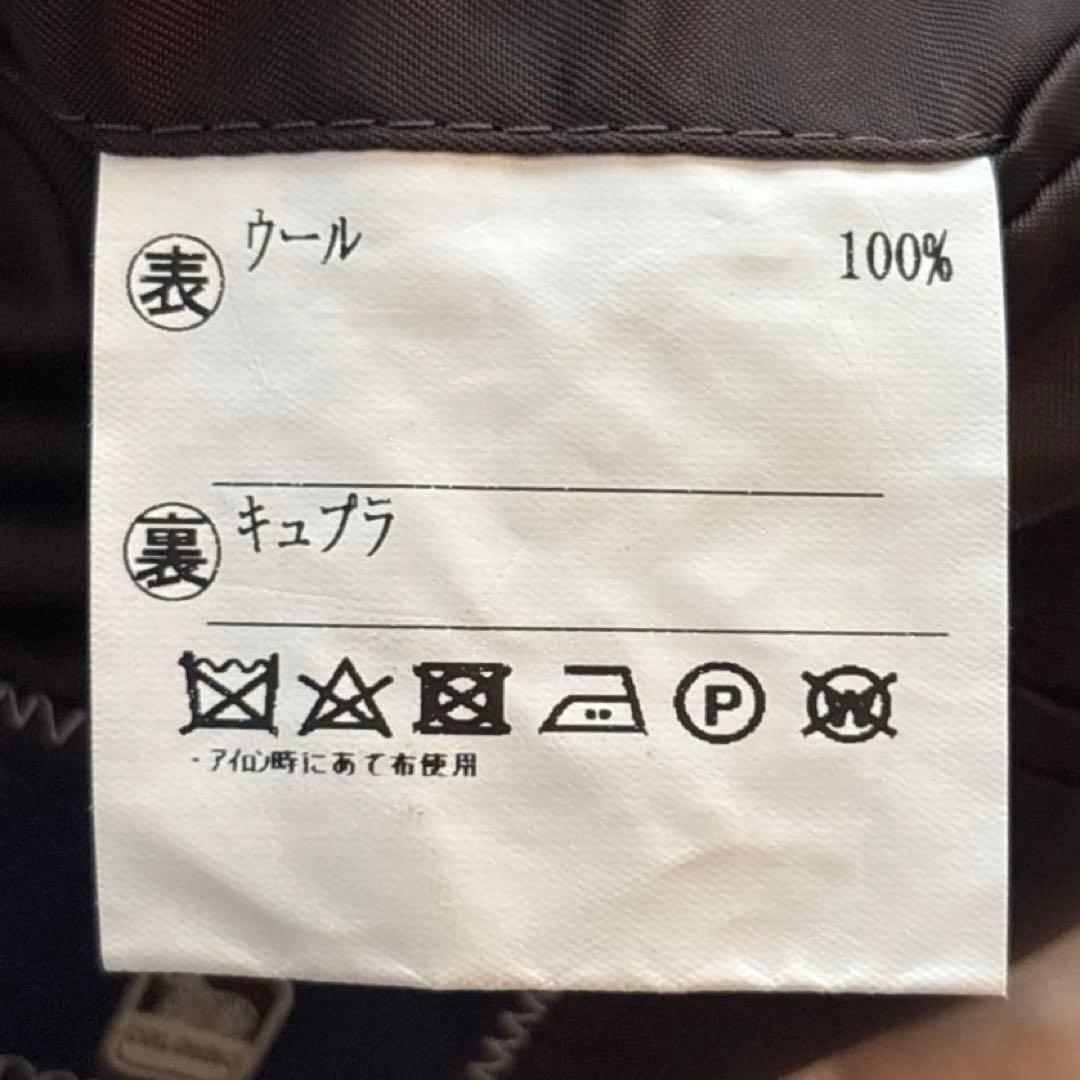 表 ウール 100%
裏 キュプラ
P W
・アイロン時にあて布使用